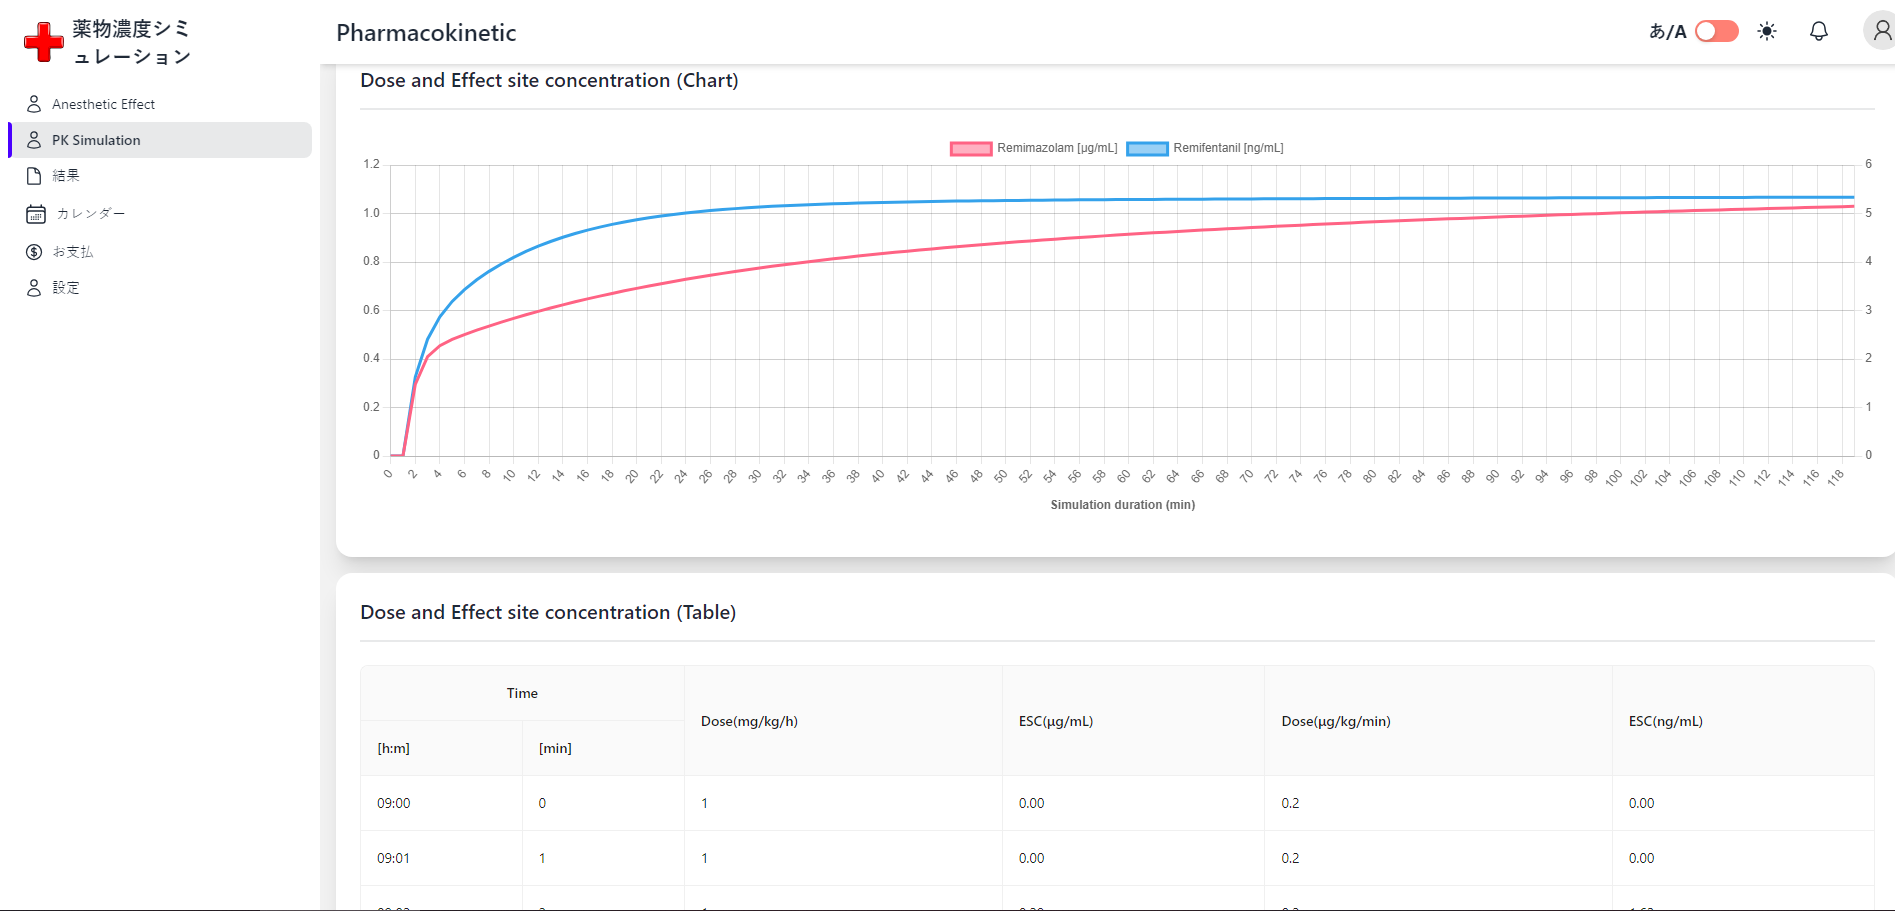 薬物濃度シミ
ュレーション
Pharmacokinetic
あ/A
Anesthetic Effect
PK Simulation
結果
カレンダー
お支払
設定
Dose and Effect site concentration (Chart)
Remimazolam [μg/mL] Remifentanil [ng/mL]
1.2 6
1.0 5
0.8 4
0.6 3
0.4 2
0.2 1
0 0
0 2 4 6 8 10 12 14 16 18 20 22 24 26 28 30 32 34 36 38 40 42 44 46 48 50 52 54 56 58 60 62 64 66 68 70 72 74 76 78 80 82 84 86 88 90 92 94 96 98 100 102 104 106 108 110 112 114 116 118
Simulation duration (min)
Dose and Effect site concentration (Table)
Time
Dose(mg/kg/h) ESC(μg/mL) Dose(μg/kg/min) ESC(ng/mL)
[h:m] [min]
09:00 0 1 0.00 0.2 0.00
09:01 1 1 0.00 0.2 0.00